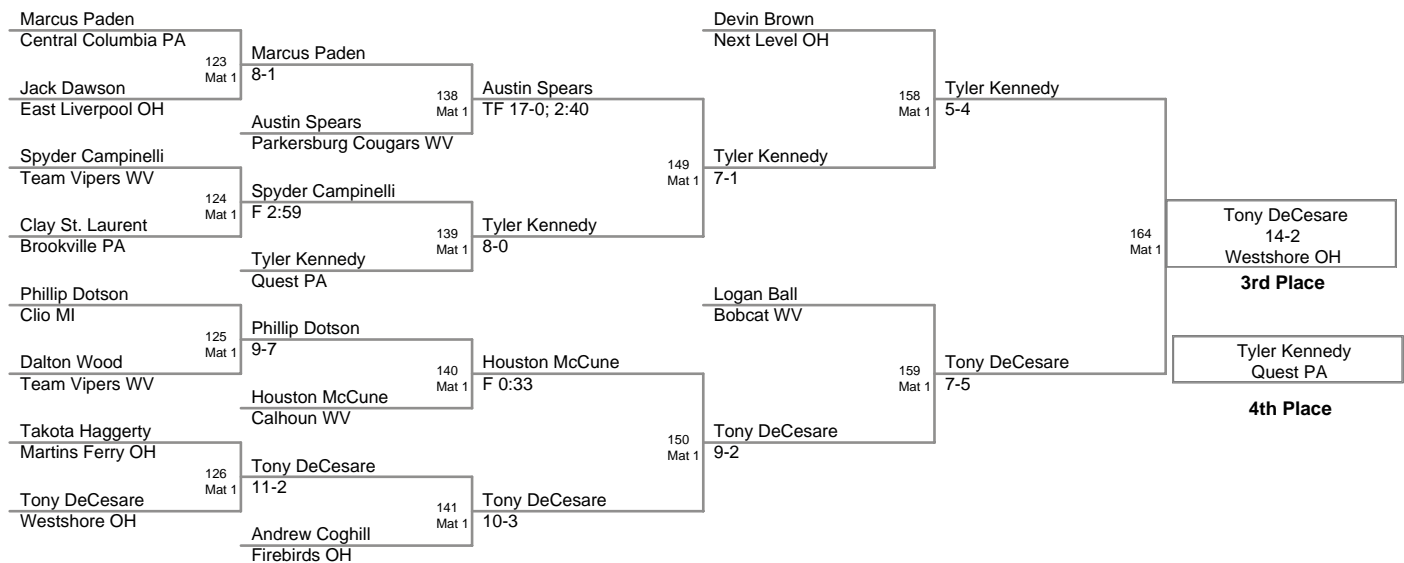 Marcus Paden
Central Columbia PA
123
Mat 1
Jack Dawson
East Liverpool OH
Spyder Campinelli
Team Vipers WV
124
Mat 1
Clay St. Laurent
Brookville PA
Phillip Dotson
Clio MI
125
Mat 1
Dalton Wood
Team Vipers WV
Takota Haggerty
Martins Ferry OH
126
Mat 1
Tony DeCesare
Westshore OH
Marcus Paden
8-1
138
Mat 1
Austin Spears
Parkersburg Cougars WV
Spyder Campinelli
F 2:59
139
Mat 1
Tyler Kennedy
Quest PA
Phillip Dotson
9-7
140
Mat 1
Houston McCune
Calhoun WV
Tony DeCesare
11-2
141
Mat 1
Andrew Coghill
Firebirds OH
Austin Spears
TF 17-0; 2:40
149
Mat 1
Tyler Kennedy
8-0
Houston McCune
F 0:33
150
Mat 1
Tony DeCesare
10-3
Devin Brown
Next Level OH
158
Mat 1
Tyler Kennedy
7-1
Logan Ball
Bobcat WV
159
Mat 1
Tony DeCesare
9-2
Tyler Kennedy
5-4
164
Mat 1
Tony DeCesare
7-5
Tony DeCesare
14-2
Westshore OH
3rd Place
Tyler Kennedy
Quest PA
4th Place